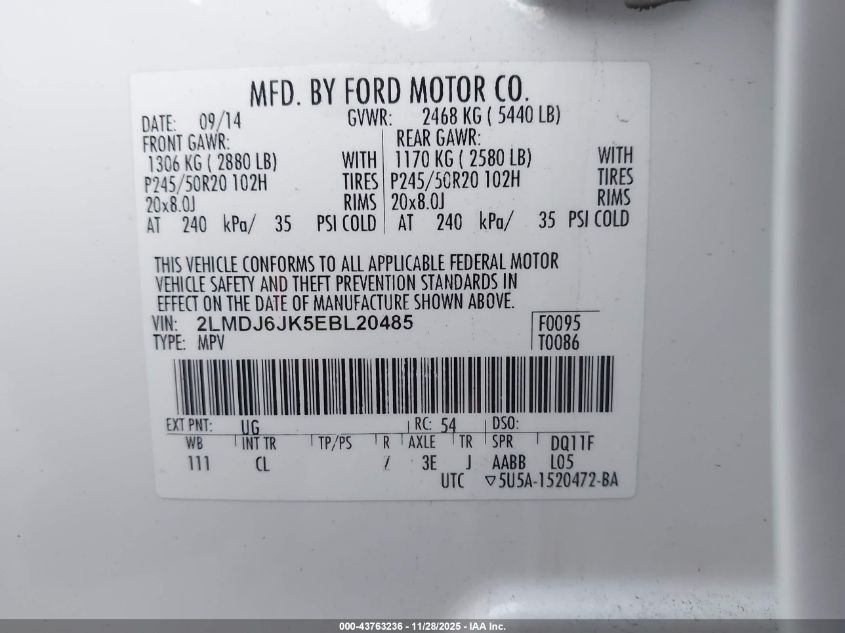 MFD. BY FORD MOTOR CO.
DATE: 09/14 GVWR: 2468 KG ( 5440 LB)
FRONT GAWR: REAR GAWR:
1306 KG ( 2880 LB) WITH 1170 KG ( 2580 LB) WITH
P245/50R20 102H TIRES P245/50R20 102H TIRES
20x8.0J RIMS 20x8.0J RIMS
AT 240 kPa/ 35 PSI COLD AT 240 kPa/ 35 PSI COLD
THIS VEHICLE CONFORMS TO ALL APPLICABLE FEDERAL MOTOR
VEHICLE SAFETY AND THEFT PREVENTION STANDARDS IN
EFFECT ON THE DATE OF MANUFACTURE SHOWN ABOVE.
VIN: 2LMDJ6JK5EBL20485 F0095
TYPE: MPV T0086
EXT PNT: UG RC: 54 DSO:
WB INT TR TP/PS R AXLE TR SPR DQ11F
111 CL 3E J AABB L05
UTC ▽5U5A-1520472-BA
000-43763236 - 11/28/2025 - IAA Inc.